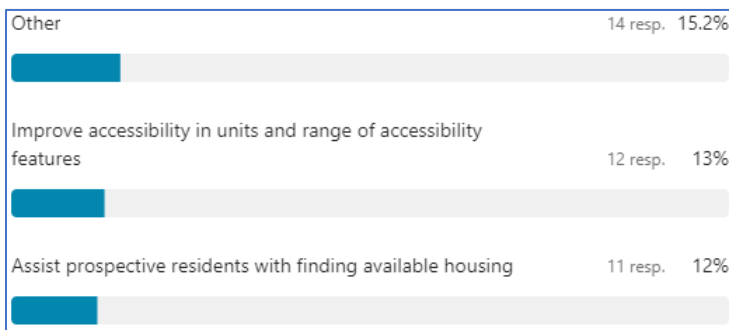 Other 14 resp. 15.2%
Improve accessibility in units and range of accessibility
features 12 resp. 13%
Assist prospective residents with finding available housing 11 resp. 12%